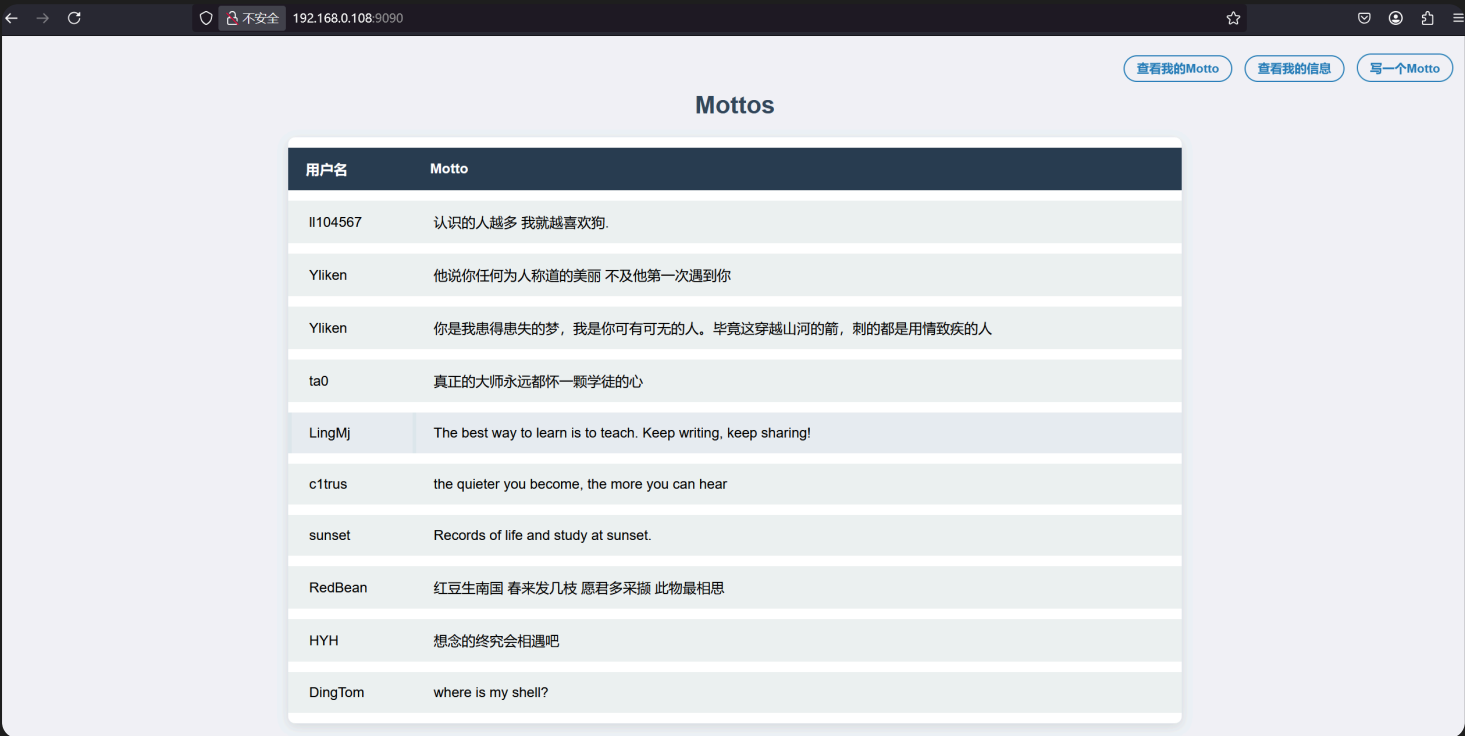 不安全 192.168.0.108:9090
查看我的Motto 查看我的信息 写一个Motto
Mottos
用户名 Motto
ll104567 认识的人越多 我就越喜欢狗.
Yliken 他说你任何为人称道的美丽 不及他第一次遇到你
Yliken 你是我患得患失的梦，我是你可有可无的人。毕竟这穿越山河的箭，刺的都是用情致疾的人
ta0 真正的大师永远都怀一颗学徒的心
LingMj The best way to learn is to teach. Keep writing, keep sharing!
c1trus the quieter you become, the more you can hear
sunset Records of life and study at sunset.
RedBean 红豆生南国 春来发几枝 愿君多采撷 此物最相思
HYH 想念的终究会相遇吧
DingTom where is my shell?